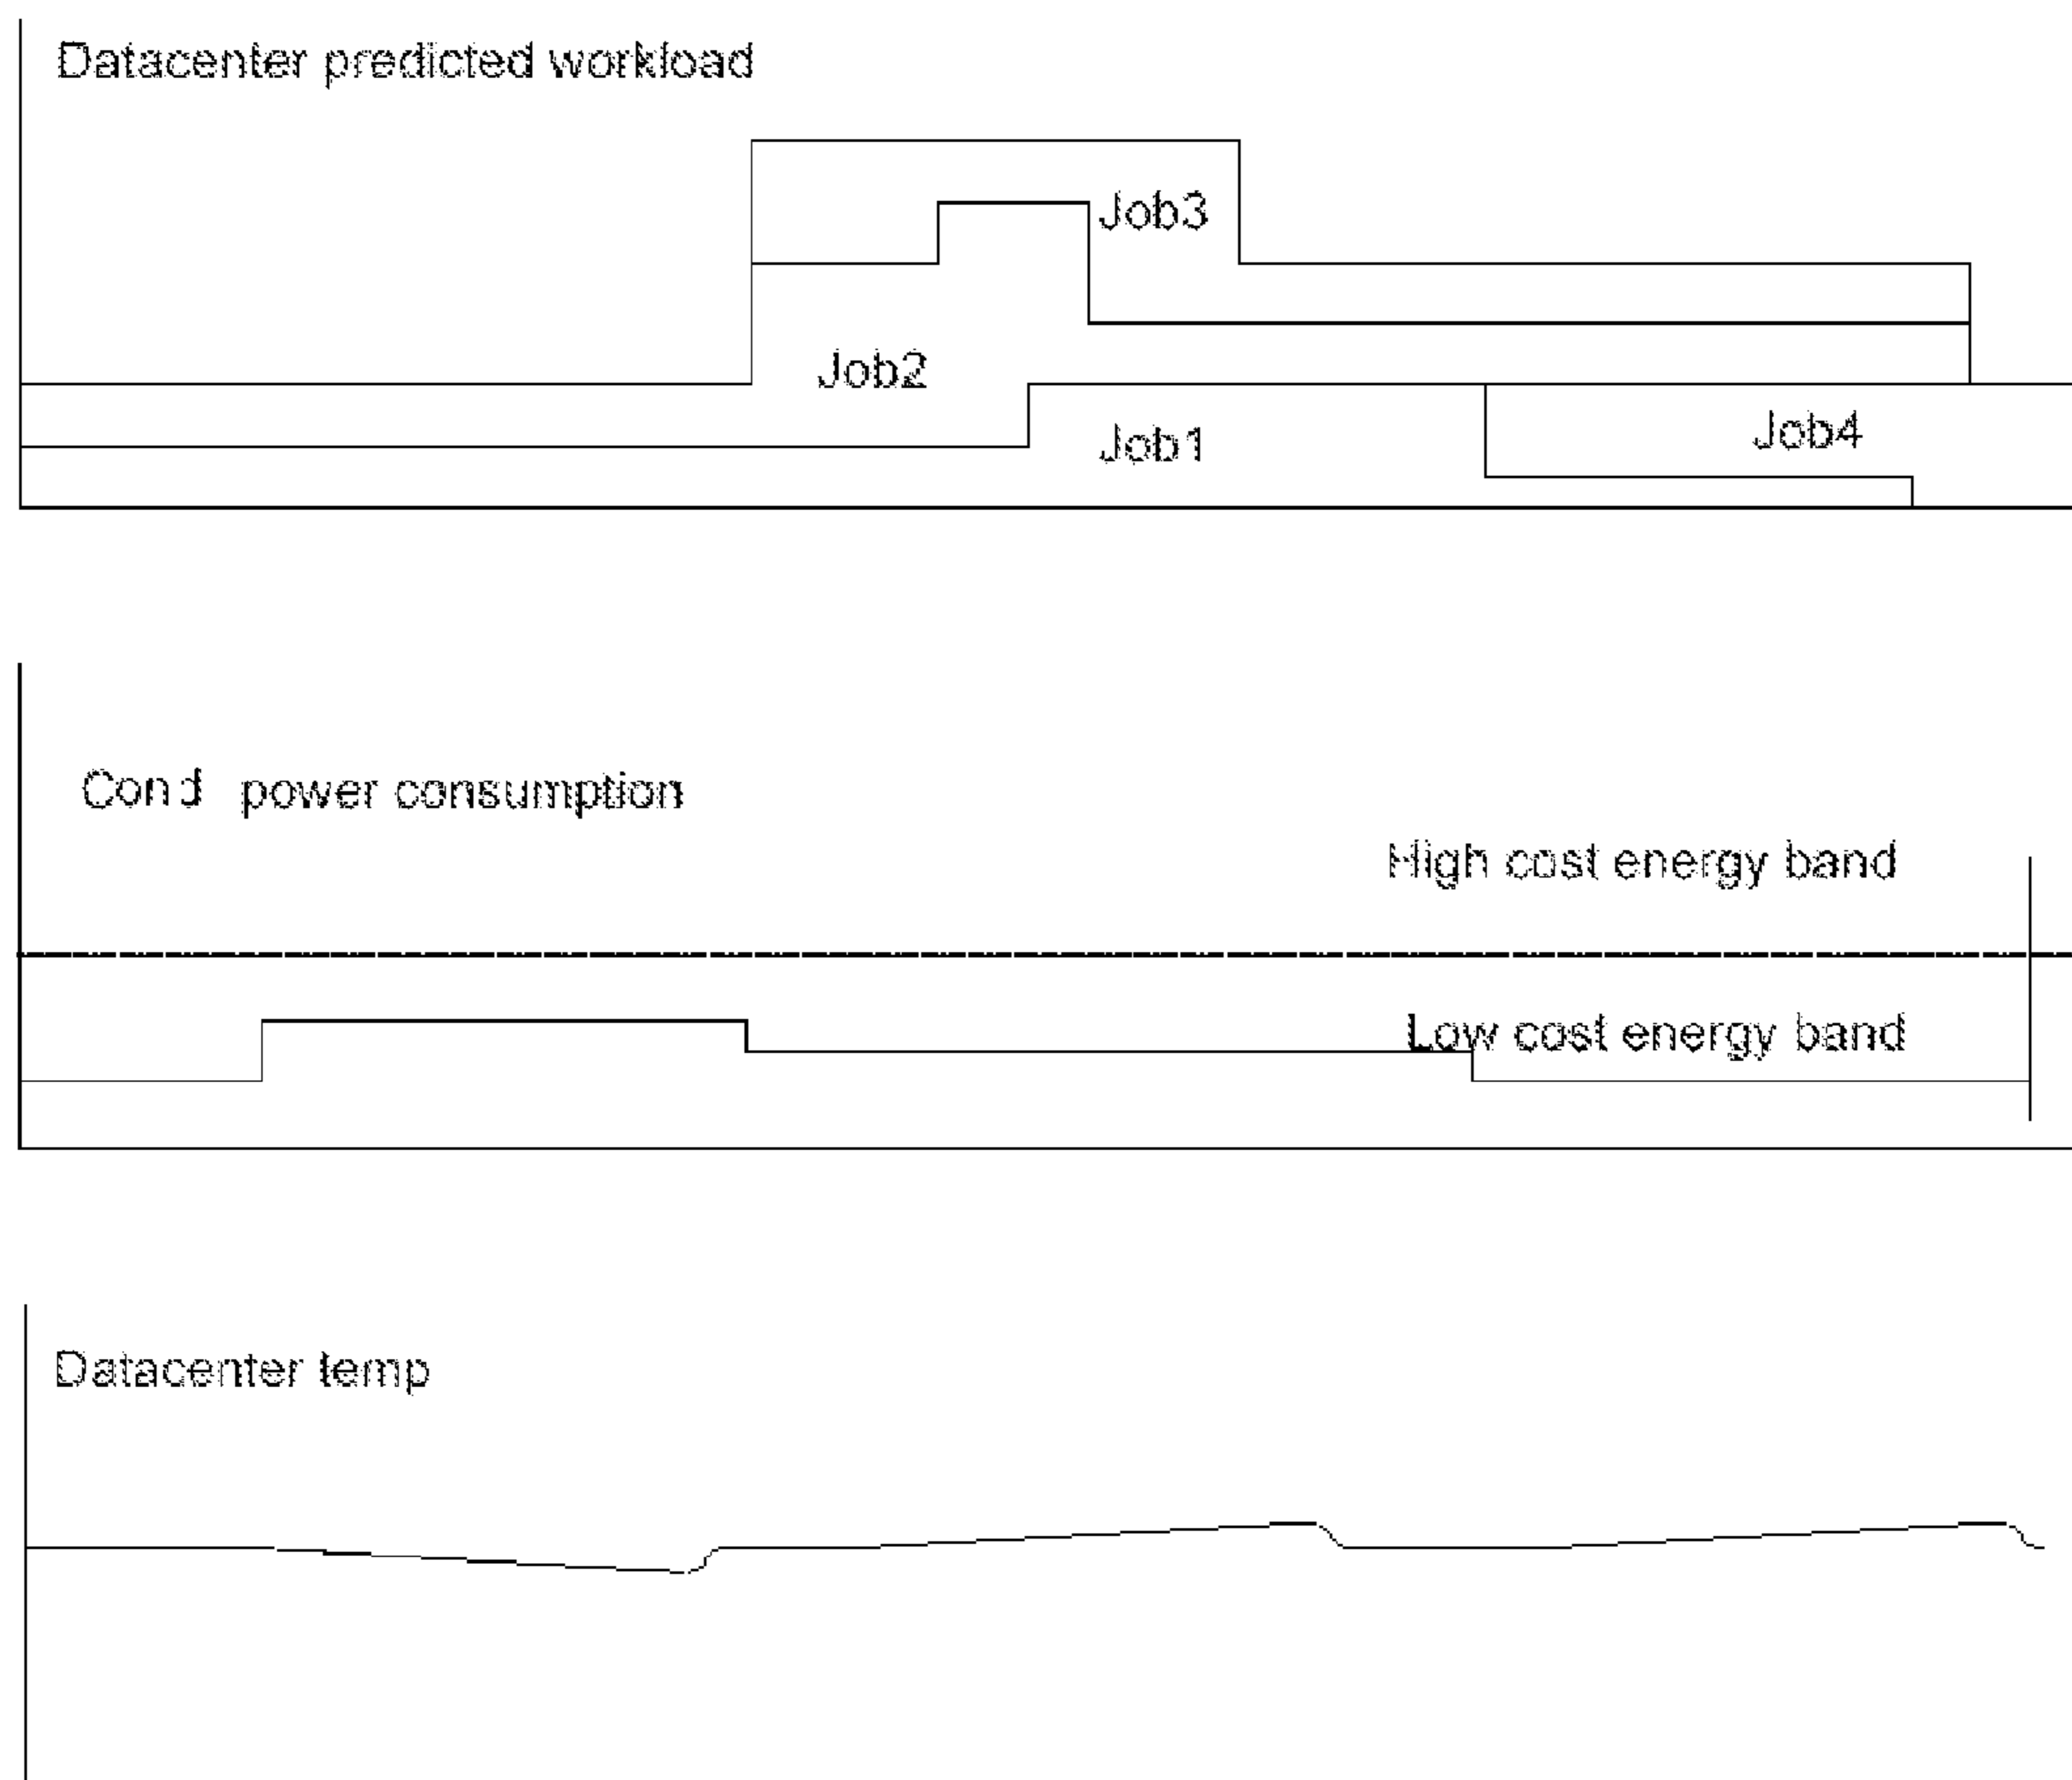 Datacenter predicted workload
Job3
Job2
Job1
Job4
Cond power consumption
High cost energy band
Low cost energy band
Datacenter temp